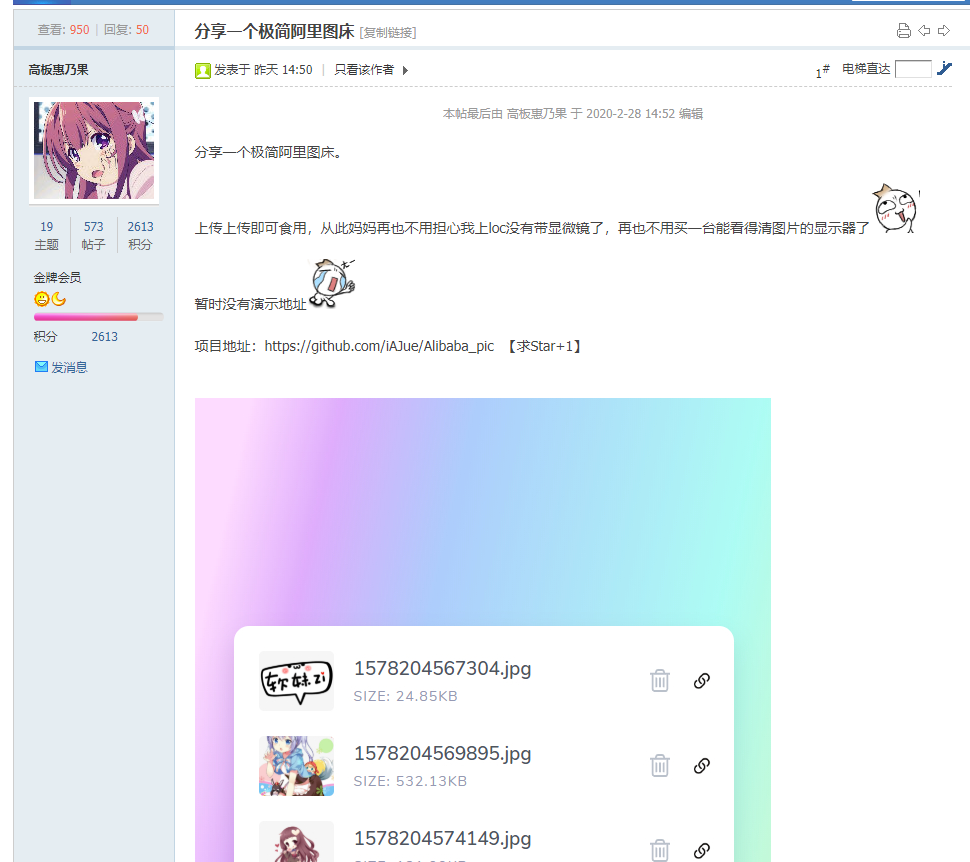 查看: 950 | 回复: 50
分享一个极简阿里图床 [复制链接]
高板惠乃果
发表于 昨天 14:50 | 只看该作者
1# 电梯直达
本帖最后由 高板惠乃果 于 2020-2-28 14:52 编辑
分享一个极简阿里图床。
上传上传即可食用，从此妈妈再也不用担心我上loc没有带显微镜了，再也不用买一台能看得清图片的显示器了
暂时没有演示地址
项目地址：https://github.com/iAJue/Alibaba_pic 【求Star+1】
19 573 2613
主题 帖子 积分
金牌会员
积分 2613
发消息
软妹zi
1578204567304.jpg
SIZE: 24.85KB
1578204569895.jpg
SIZE: 532.13KB
1578204574149.jpg